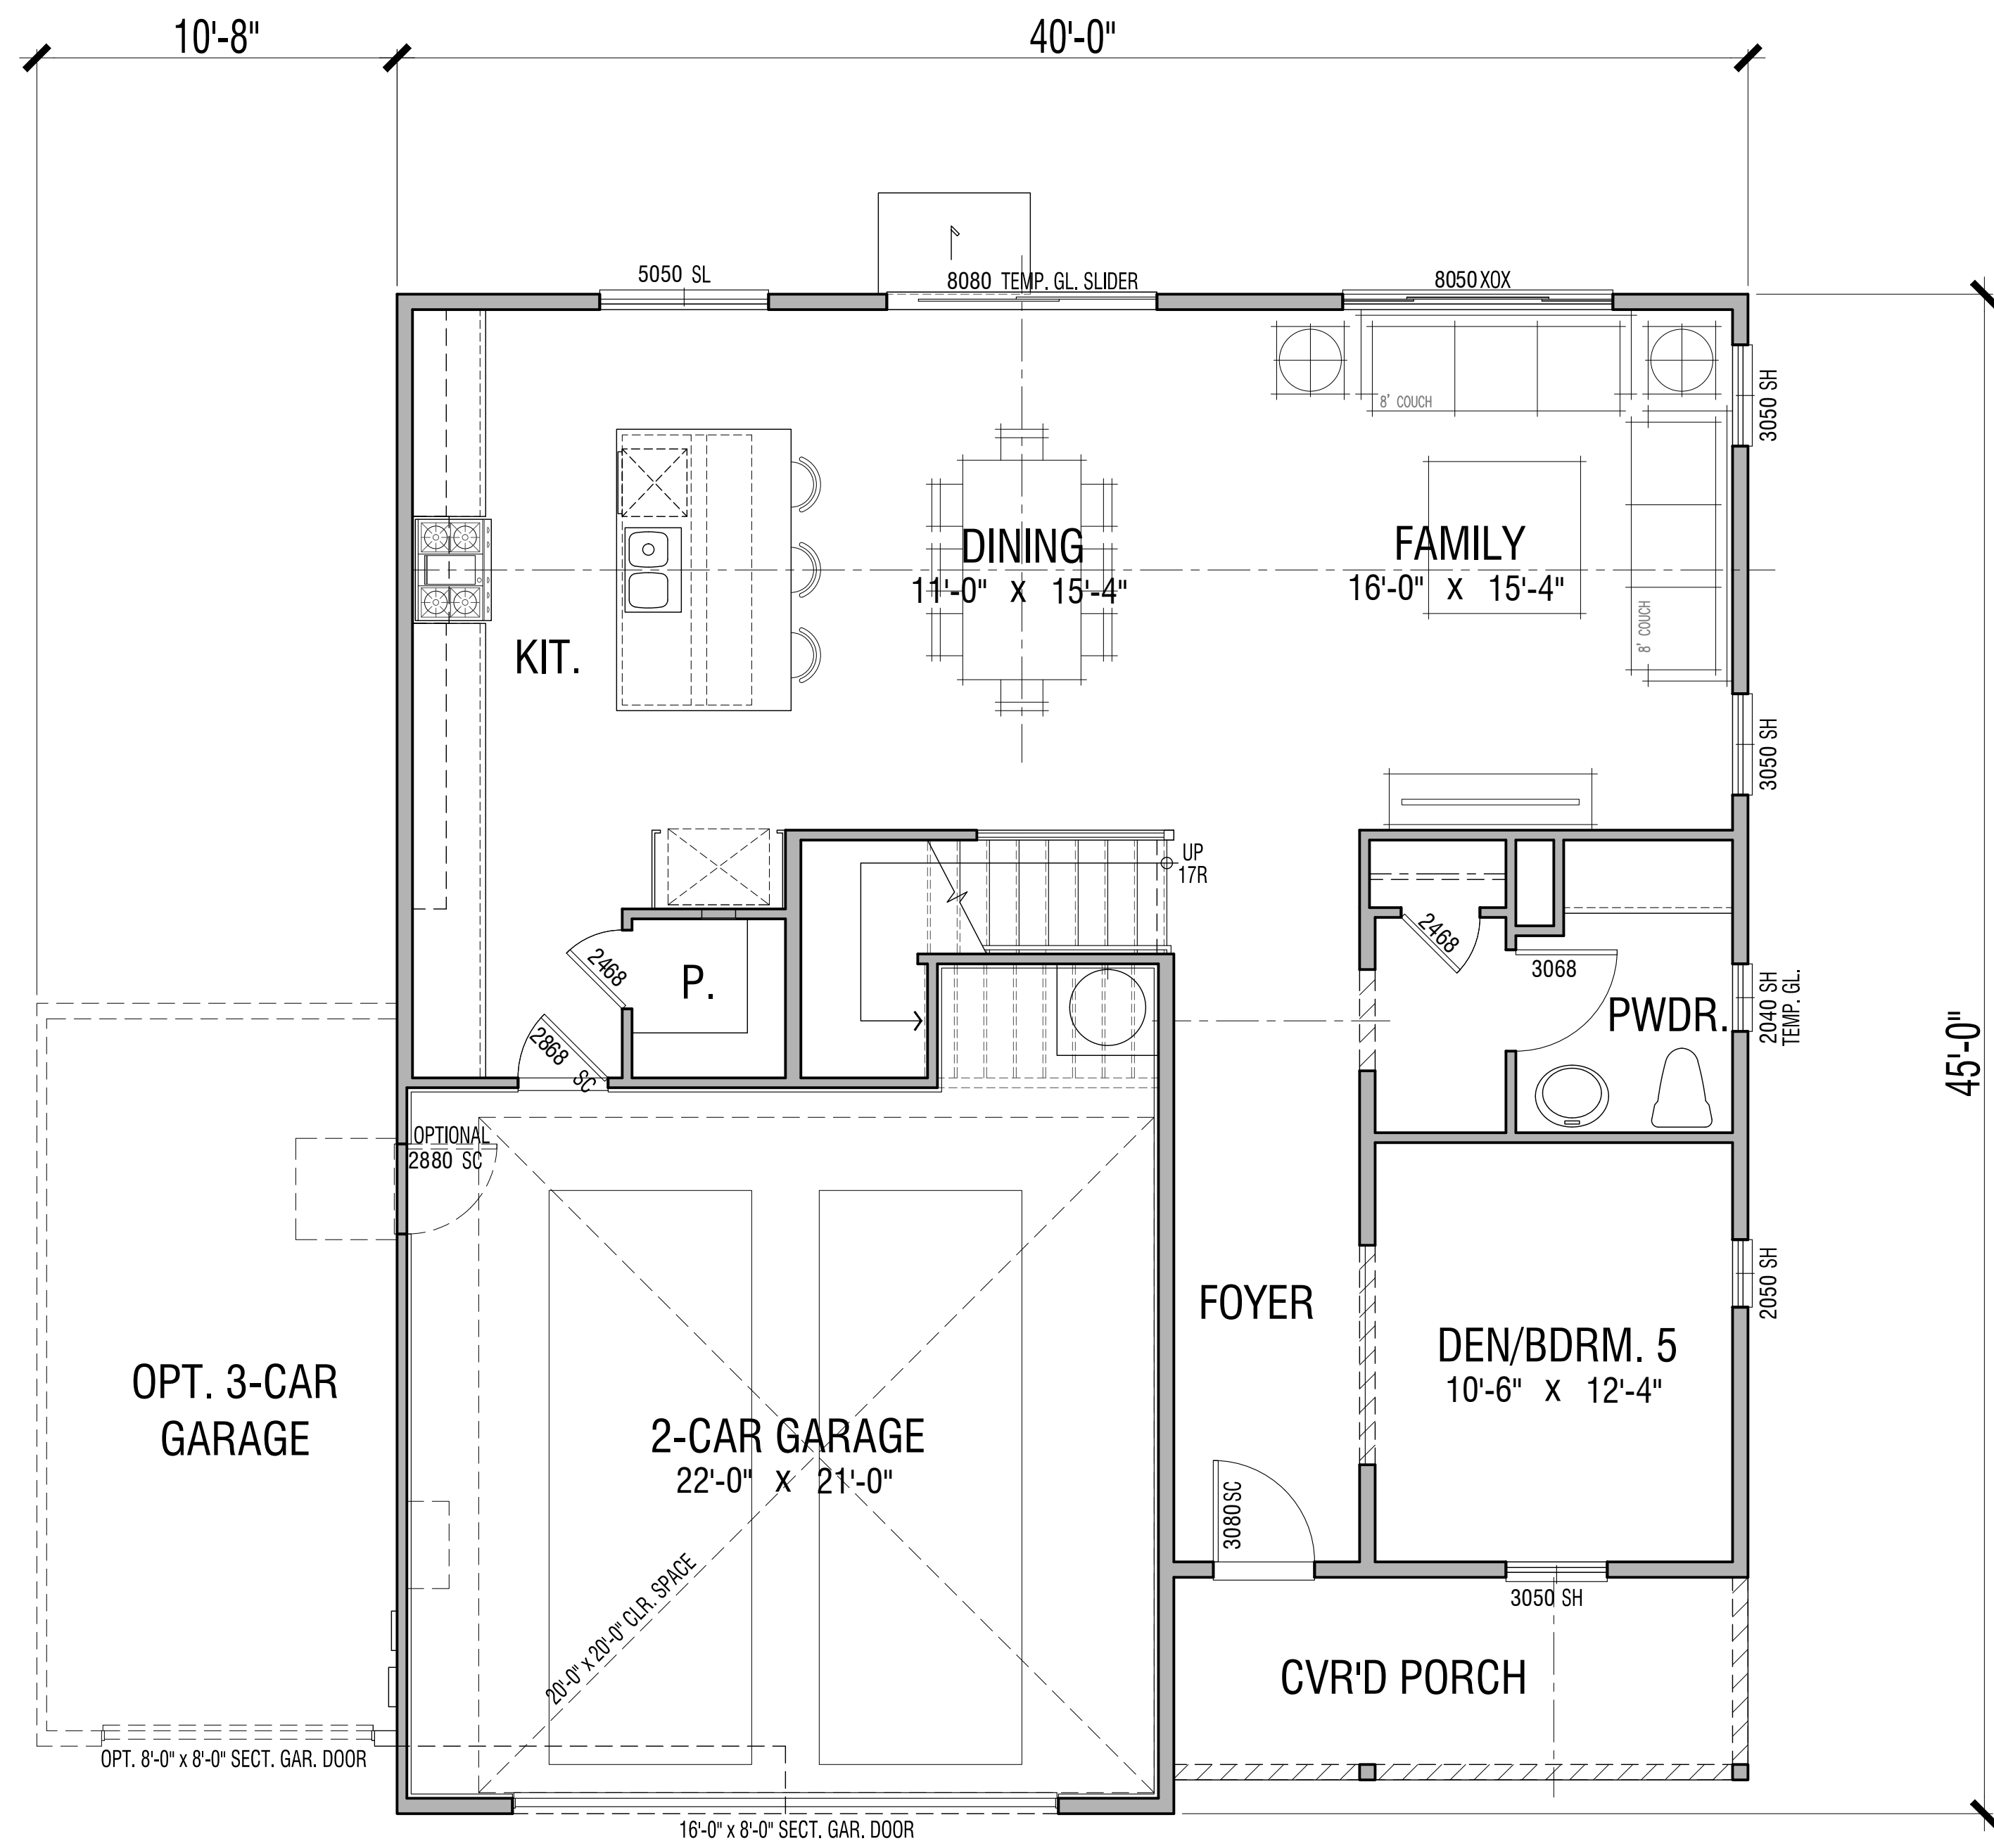 10'-8"
40'-0"
5050 SL
8080 TEMP. GL. SLIDER
8050 XOX
8' COUCH
3050 SH
DINING
11'-0" X 15'-4"
FAMILY
16'-0" X 15'-4"
8' COUCH
KIT.
3050 SH
UP
17R
2468
P.
2868 SC
2468
3068
PWDR.
2040 SH
TEMP. GL.
45'-0"
OPTIONAL
2880 SC
2050 SH
FOYER
DEN/BDRM. 5
10'-6" X 12'-4"
OPT. 3-CAR
GARAGE
2-CAR GARAGE
22'-0" X 21'-0"
3080 SC
20'-0" x 20'-0" CLR. SPACE
3050 SH
CVR'D PORCH
OPT. 8'-0" x 8'-0" SECT. GAR. DOOR
16'-0" x 8'-0" SECT. GAR. DOOR